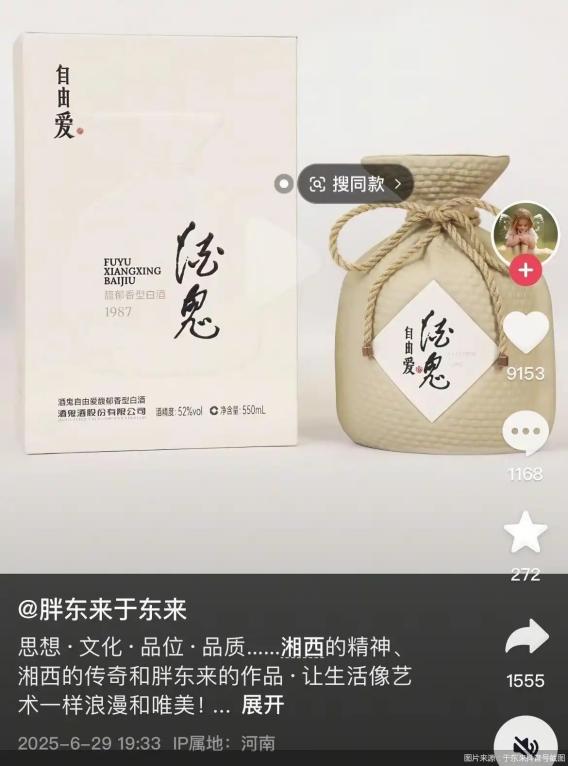 自由爱
搜同款 >
酒鬼
FUYU
XIANGXING
BAIJIU
馥郁香型白酒
1987
自由爱
酒鬼
酒鬼自由爱馥郁香型白酒
酒鬼酒股份有限公司 酒精度:52%vol 净含量:550mL
9153
1168
272
1555
@胖东来于东来
思想·文化·品位·品质......湘西的精神、
湘西的传奇和胖东来的作品·让生活像艺
术一样浪漫和唯美!... 展开
2025-6-29 19:33 IP属地:河南
图片来源:于东来抖音号截图